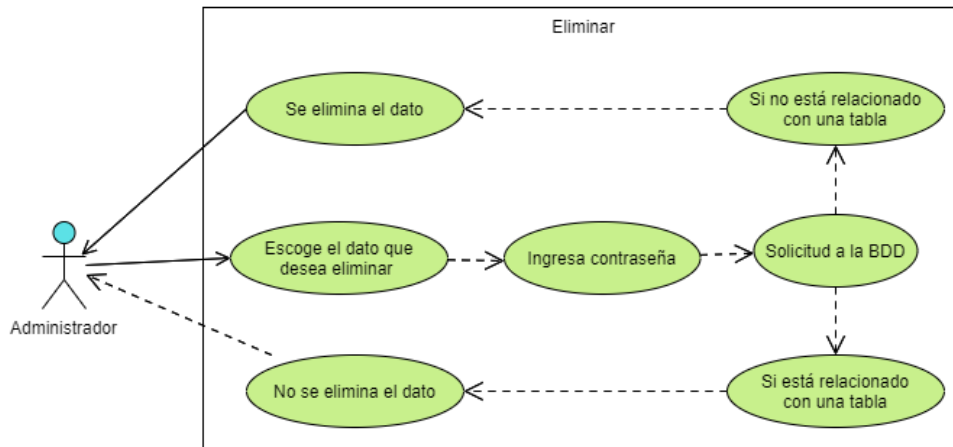 Eliminar
Se elimina el dato
Si no está relacionado
con una tabla
Escoge el dato que
desea eliminar
Ingresa contraseña
Solicitud a la BDD
Administrador
No se elimina el dato
Si está relacionado
con una tabla